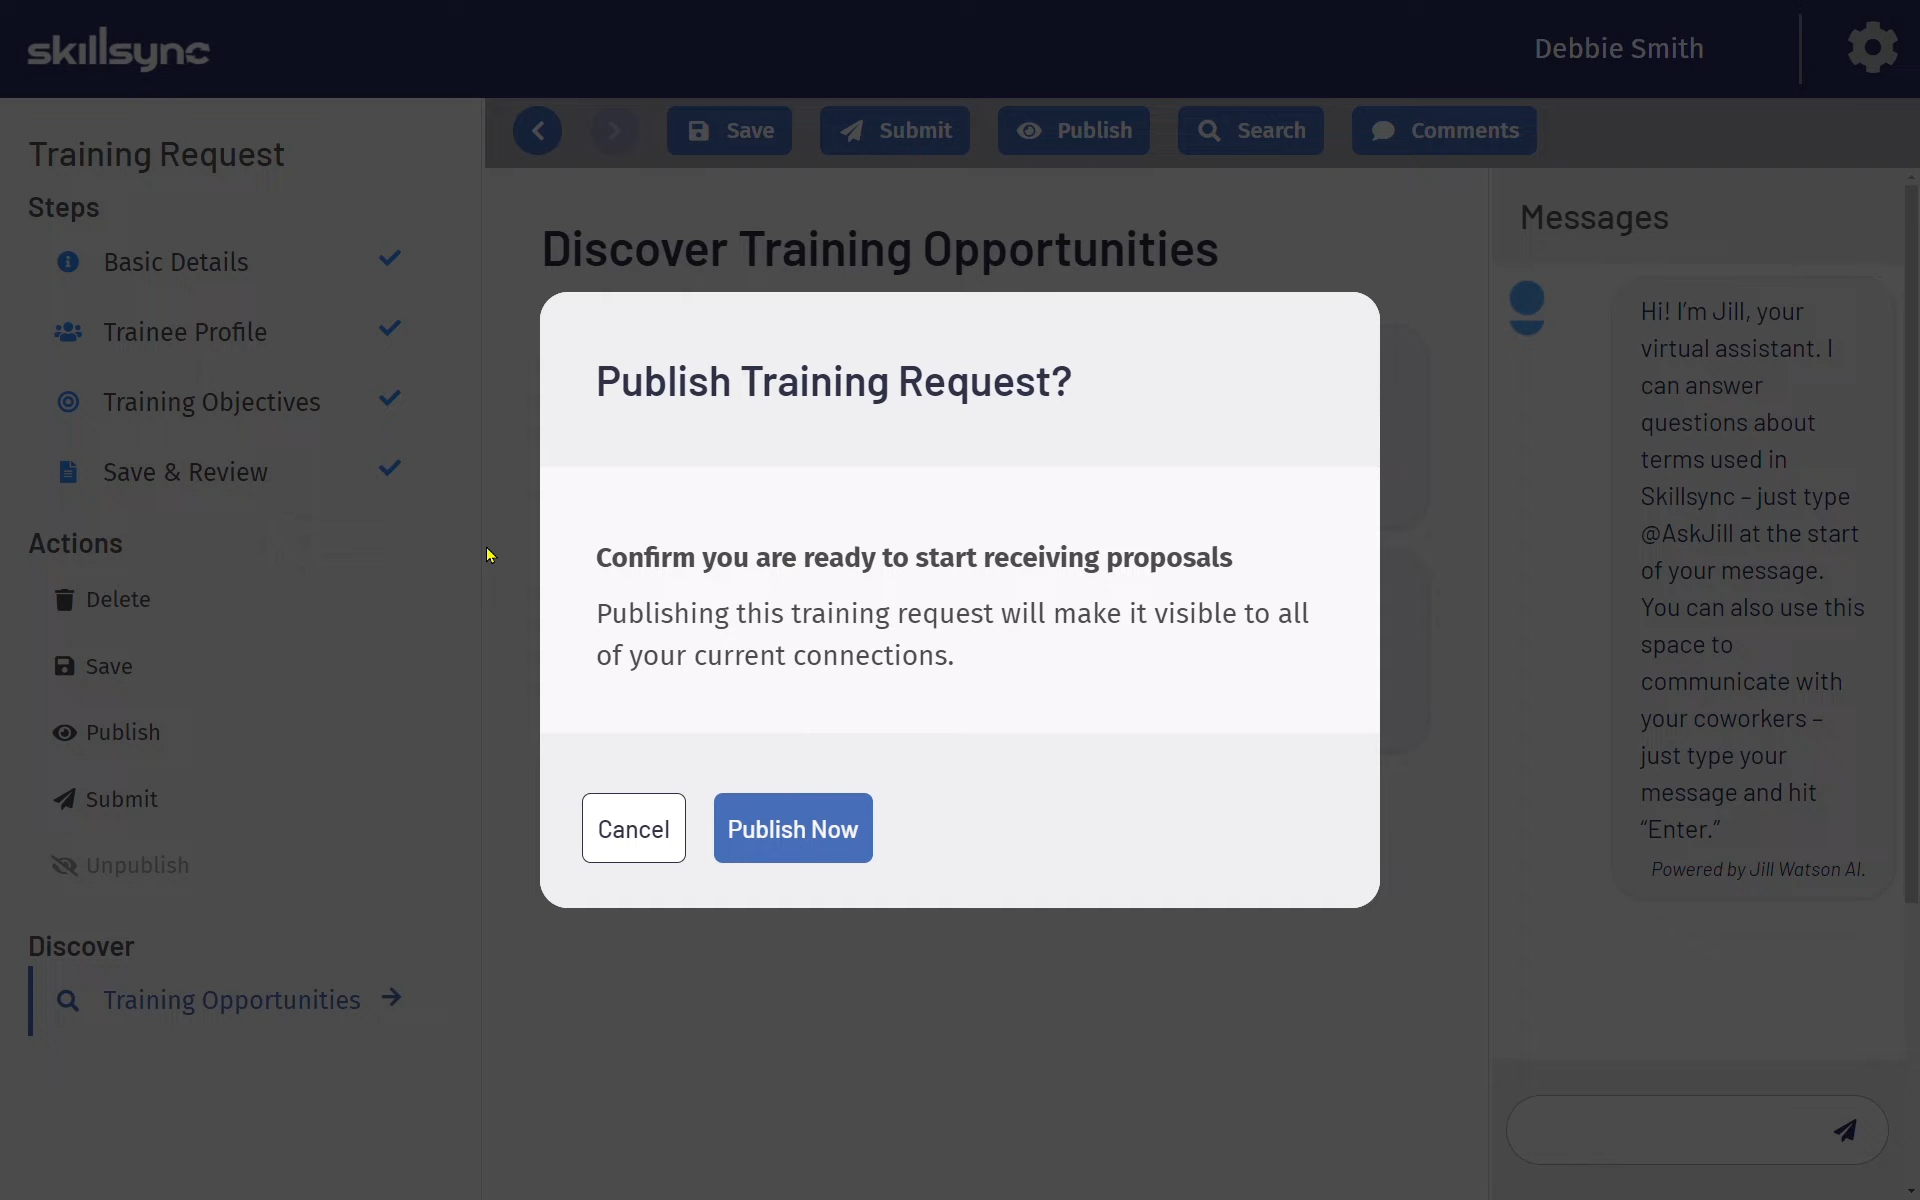 skillsync
Debbie Smith
Save
Submit
Publish
Search
Comments
Training Request
Steps
Basic Details
Trainee Profile
Training Objectives
Save & Review
Actions
Delete
Save
Publish
Submit
Unpublish
Discover
Training Opportunities
Discover Training Opportunities
Publish Training Request?
Confirm you are ready to start receiving proposals
Publishing this training request will make it visible to all
of your current connections.
Cancel
Publish Now
Messages
Hi! I’m Jill, your
virtual assistant. I
can answer
questions about
terms used in
Skillsync – just type
@AskJill at the start
of your message.
You can also use this
space to
communicate with
your coworkers –
just type your
message and hit
“Enter.”
Powered by Jill Watson AI.